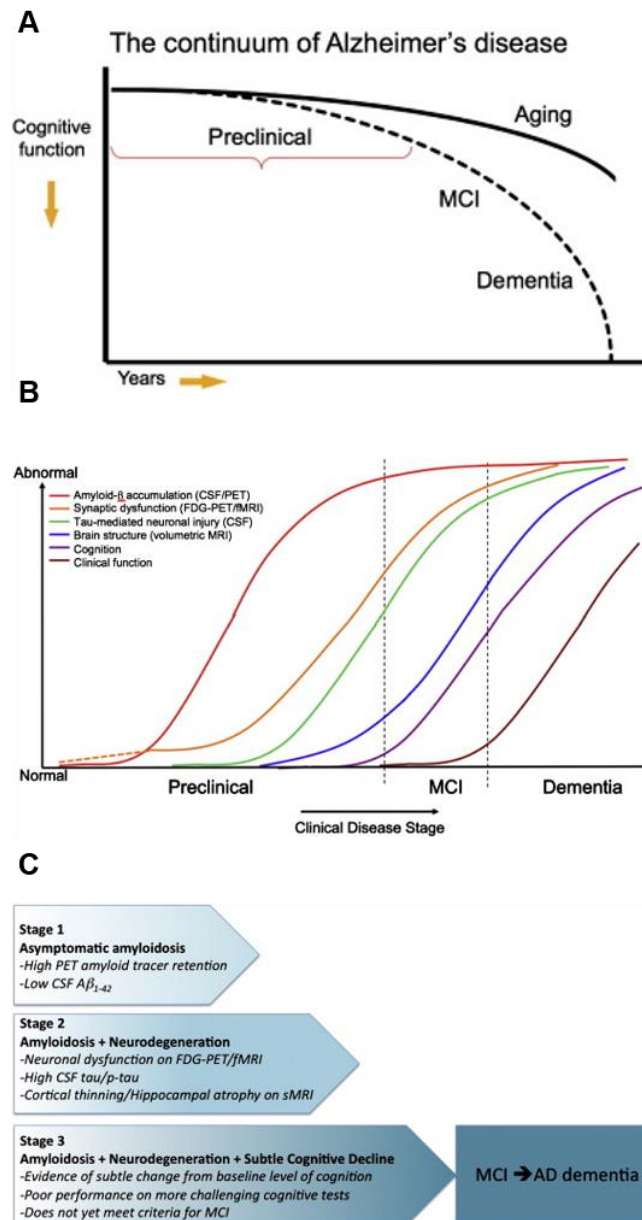 A
The continuum of Alzheimer's disease
Cognitive
function
Preclinical
Aging
MCI
Dementia
Years
B
Abnormal
Amyloid-β accumulation (CSF/PET)
Synaptic dysfunction (FDG-PET/fMRI)
Tau-mediated neuronal injury (CSF)
Brain structure (volumetric MRI)
Cognition
Clinical function
Normal
Preclinical MCI Dementia
Clinical Disease Stage
C
Stage 1
Asymptomatic amyloidosis
-High PET amyloid tracer retention
-Low CSF Aβ1-42
Stage 2
Amyloidosis + Neurodegeneration
-Neuronal dysfunction on FDG-PET/fMRI
-High CSF tau/p-tau
-Cortical thinning/Hippocampal atrophy on sMRI
Stage 3
Amyloidosis + Neurodegeneration + Subtle Cognitive Decline
-Evidence of subtle change from baseline level of cognition
-Poor performance on more challenging cognitive tests
-Does not yet meet criteria for MCI
MCI → AD dementia